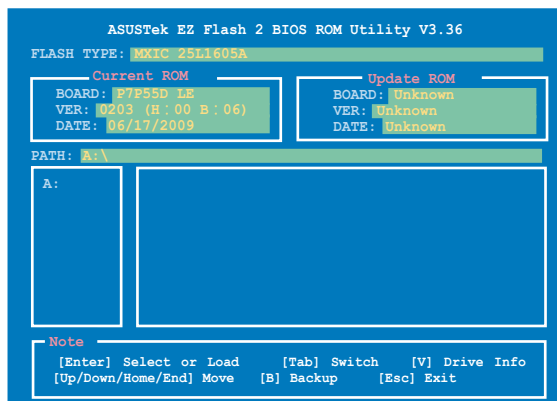 ASUSTek EZ Flash 2 BIOS ROM Utility V3.36
FLASH TYPE: MXIC 25L1605A
Current ROM
BOARD: P7P55D LE
VER: 0203 (H:00 B:06)
DATE: 06/17/2009
Update ROM
BOARD: Unknown
VER: Unknown
DATE: Unknown
PATH: A:\
A:
Note
[Enter] Select or Load [Tab] Switch [V] Drive Info
[Up/Down/Home/End] Move [B] Backup [Esc] Exit